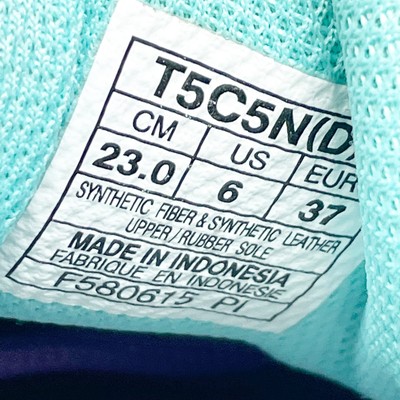 T5C5N(D
CM US EUR
23.0 6 37
SYNTHETIC FIBER & SYNTHETIC LEATHER
UPPER / RUBBER SOLE
MADE IN INDONESIA
FABRIQUE EN INDONESIE
F580615 PI